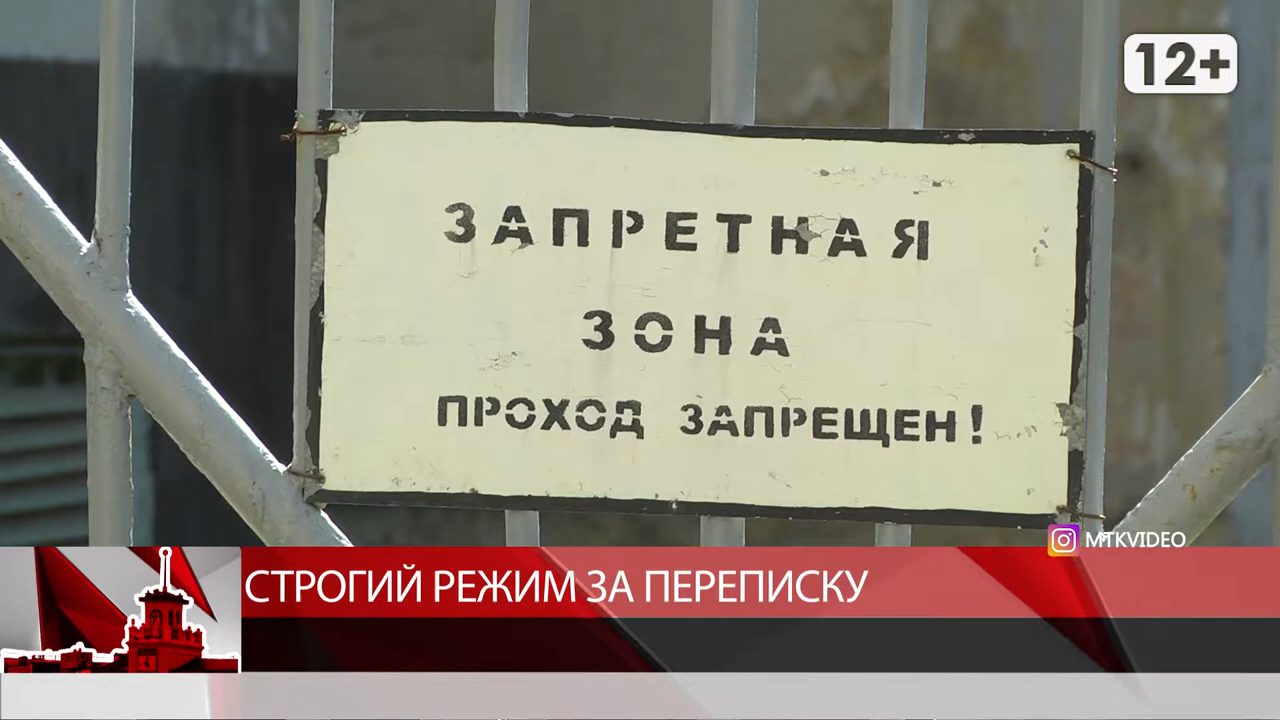 12+
ЗАПРЕТНАЯ
ЗОНА
ПРОХОД ЗАПРЕЩЕН!
MTKVIDEO
СТРОГИЙ РЕЖИМ ЗА ПЕРЕПИСКУ